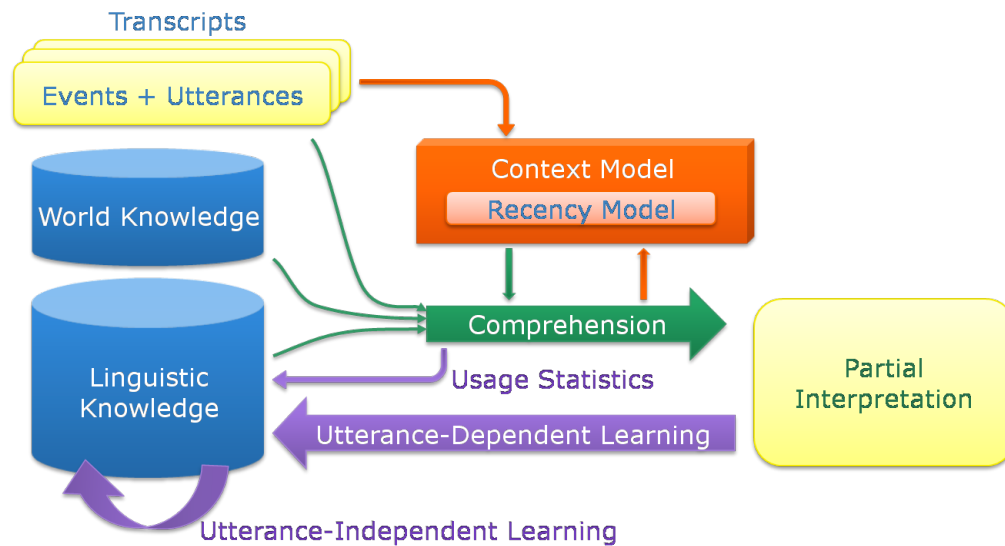 Transcripts
Events + Utterances
Context Model
Recency Model
World Knowledge
Comprehension
Linguistic
Knowledge
Usage Statistics
Partial
Interpretation
Utterance-Dependent Learning
Utterance-Independent Learning